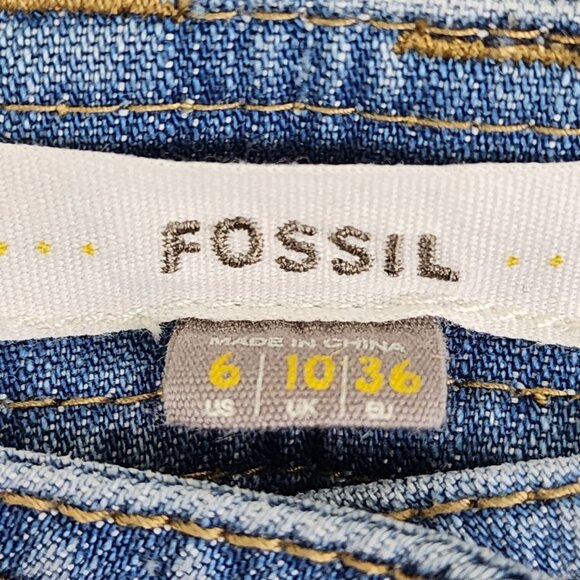 FOSSIL
MADE IN CHINA
6 | 10 | 36
US | UK | EU